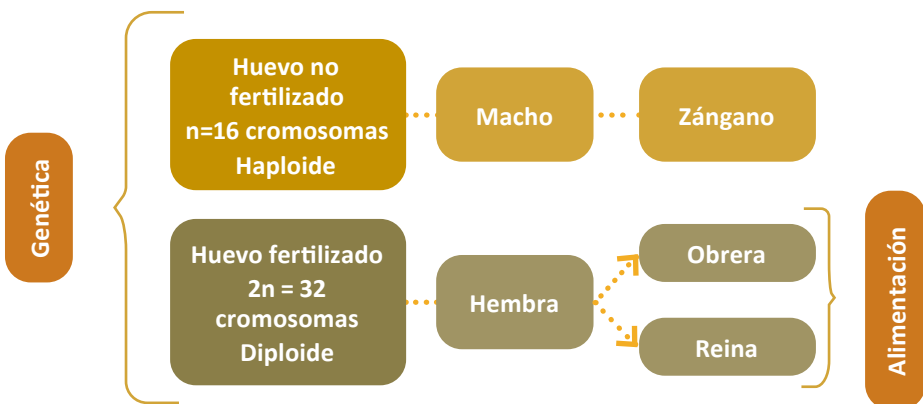 Genética
Huevo no
fertilizado
n=16 cromosomas
Haploide
Macho
Zángano
Huevo fertilizado
2n = 32
cromosomas
Diploide
Hembra
Obrera
Reina
Alimentación